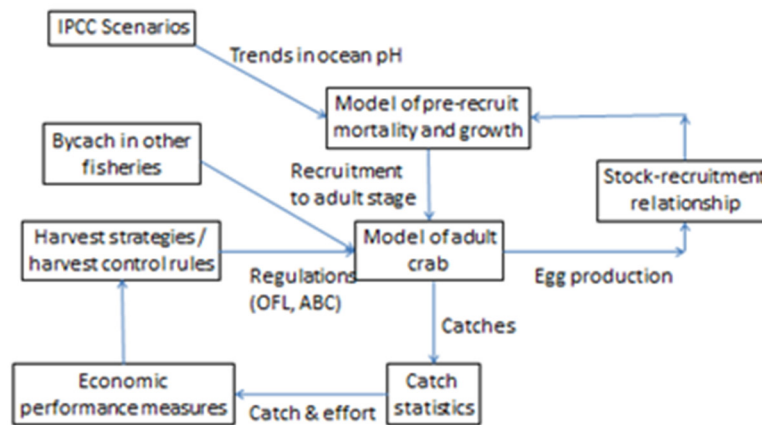 IPCC Scenarios
Trends in ocean pH
Model of pre-recruit
mortality and growth
Bycach in other
fisheries
Recruitment
to adult stage
Stock-recruitment
relationship
Harvest strategies /
harvest control rules
Regulations
(OFL, ABC)
Model of adult
crab
Egg production
Catches
Economic
performance measures
Catch & effort
Catch
statistics